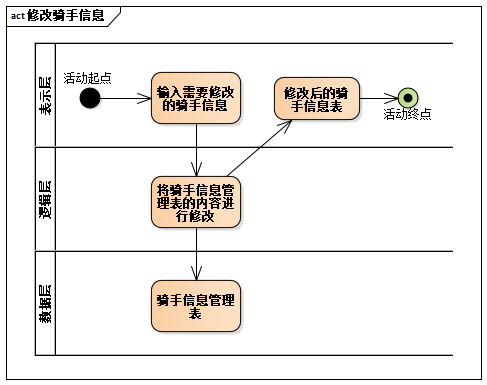 act 修改骑手信息
表示层
活动起点
输入需要修改
的骑手信息
修改后的骑
手信息表
活动终点
逻辑层
将骑手信息管
理表的内容进
行修改
数据层
骑手信息管理
表